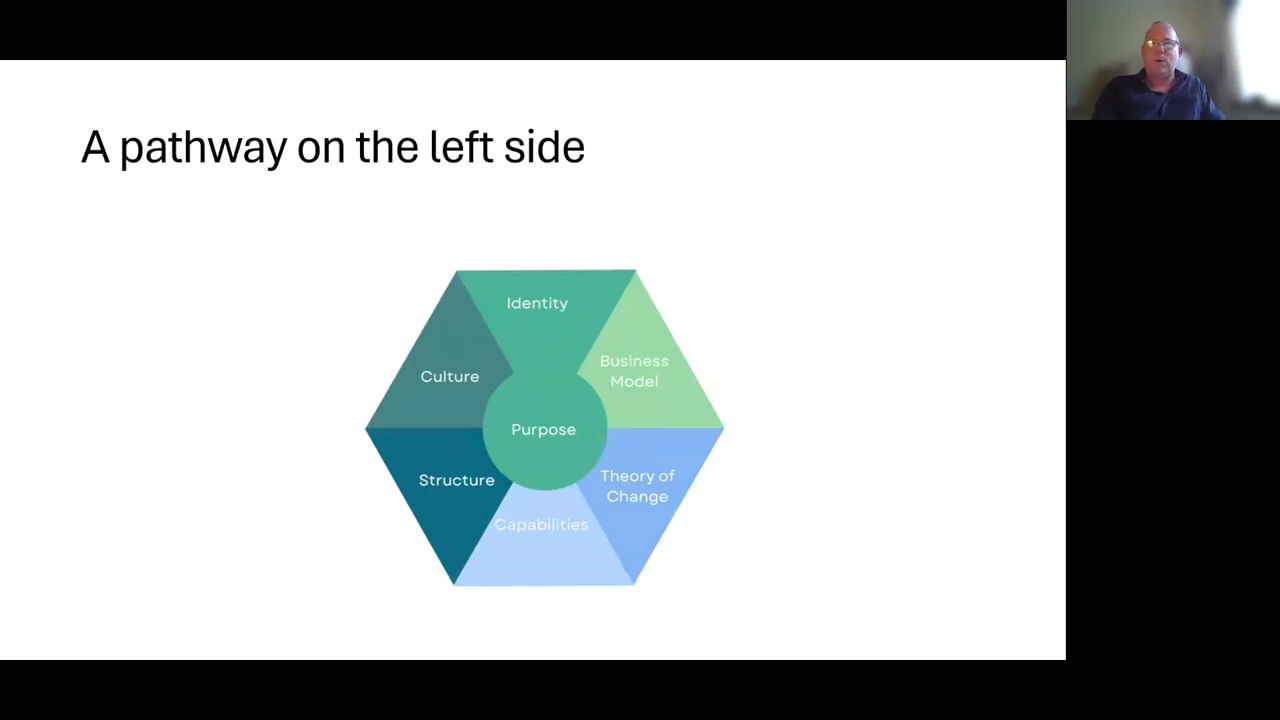 A pathway on the left side
Identity
Business
Model
Culture
Purpose
Theory of
Change
Structure
Capabilities